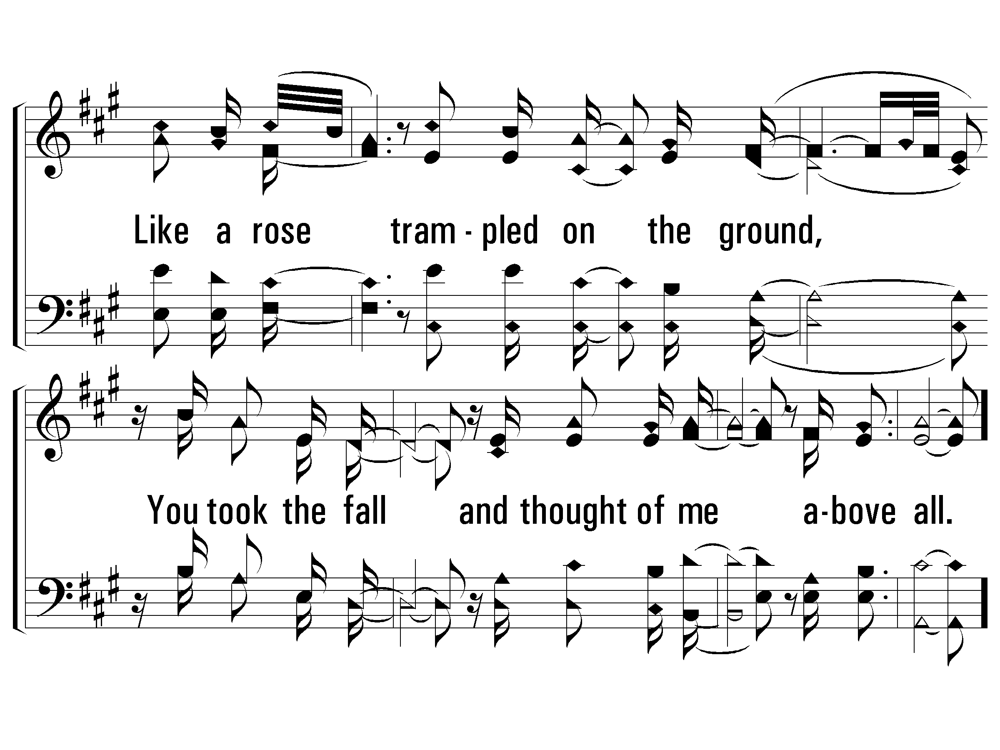 Like a rose tram - pled on the ground,
You took the fall and thought of me a-bove all.